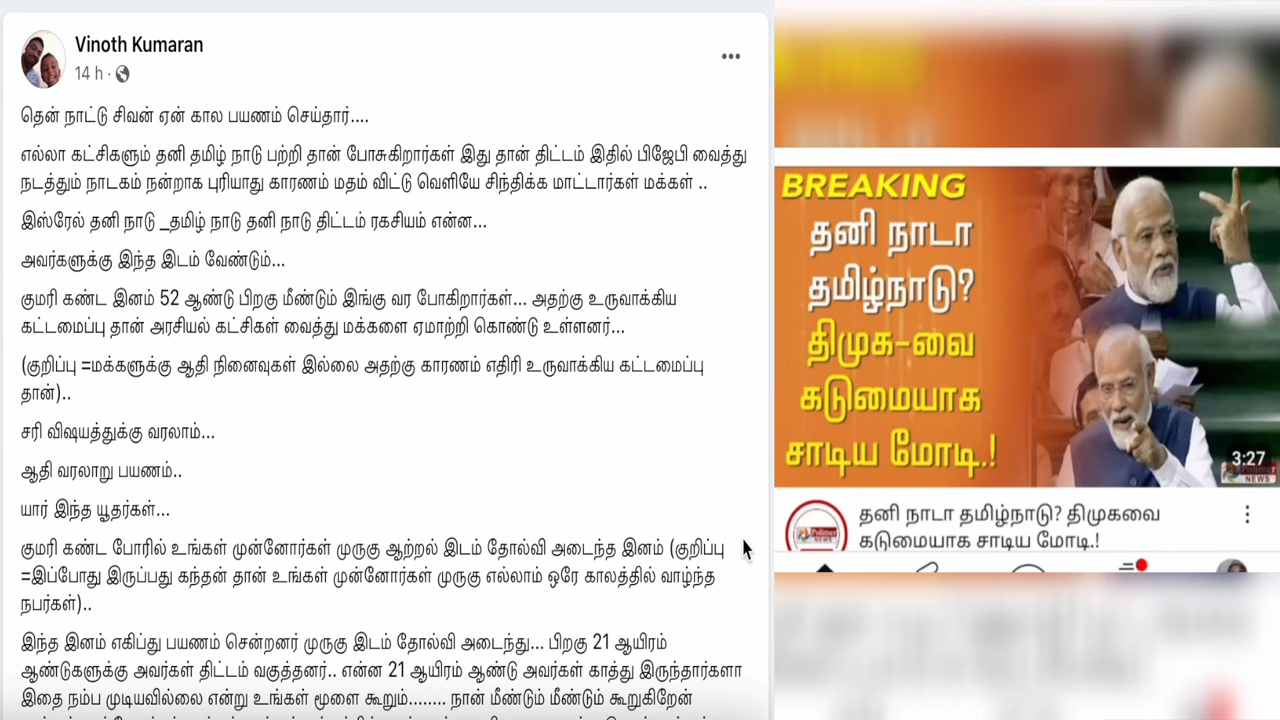 Vinoth Kumaran
14 h ·
தென் நாட்டு சிவன் ஏன் கால பயணம் செய்தார்....
எல்லா கட்சிகளும் தனி தமிழ் நாடு பற்றி தான் போசுகிறார்கள் இது தான் திட்டம் இதில் பிஜேபி வைத்து
நடத்தும் நாடகம் நன்றாக புரியாது காரணம் மதம் விட்டு வெளியே சிந்திக்க மாட்டார்கள் மக்கள் ..
இஸ்ரேல் தனி நாடு _தமிழ் நாடு தனி நாடு திட்டம் ரகசியம் என்ன...
அவர்களுக்கு இந்த இடம் வேண்டும்...
குமரி கண்ட இனம் 52 ஆண்டு பிறகு மீண்டும் இங்கு வர போகிறார்கள்... அதற்கு உருவாக்கிய
கட்டமைப்பு தான் அரசியல் கட்சிகள் வைத்து மக்களை ஏமாற்றி கொண்டு உள்ளனர்...
(குறிப்பு =மக்களுக்கு ஆதி நினைவுகள் இல்லை அதற்கு காரணம் எதிரி உருவாக்கிய கட்டமைப்பு
தான்)..
சரி விஷயத்துக்கு வரலாம்...
ஆதி வரலாறு பயணம்..
யார் இந்த யூதர்கள்...
குமரி கண்ட போரில் உங்கள் முன்னோர்கள் முருகு ஆற்றல் இடம் தோல்வி அடைந்த இனம் (குறிப்பு
=இப்போது இருப்பது கந்தன் தான் உங்கள் முன்னோர்கள் முருகு எல்லாம் ஒரே காலத்தில் வாழ்ந்த
நபர்கள்)..
இந்த இனம் எகிப்து பயணம் சென்றனர் முருகு இடம் தோல்வி அடைந்து... பிறகு 21 ஆயிரம்
ஆண்டுகளுக்கு அவர்கள் திட்டம் வகுத்தனர்.. என்ன 21 ஆயிரம் ஆண்டு அவர்கள் காத்து இருந்தார்களா
இதை நம்ப முடியவில்லை என்று உங்கள் மூளை கூறும்........ நான் மீண்டும் மீண்டும் கூறுகிறேன்
BREAKING
தனி நாடா
தமிழ்நாடு?
திமுக-வை
கடுமையாக
சாடிய மோடி.!
3:27
Polimer
NEWS
தனி நாடா தமிழ்நாடு? திமுகவை
கடுமையாக சாடிய மோடி.!